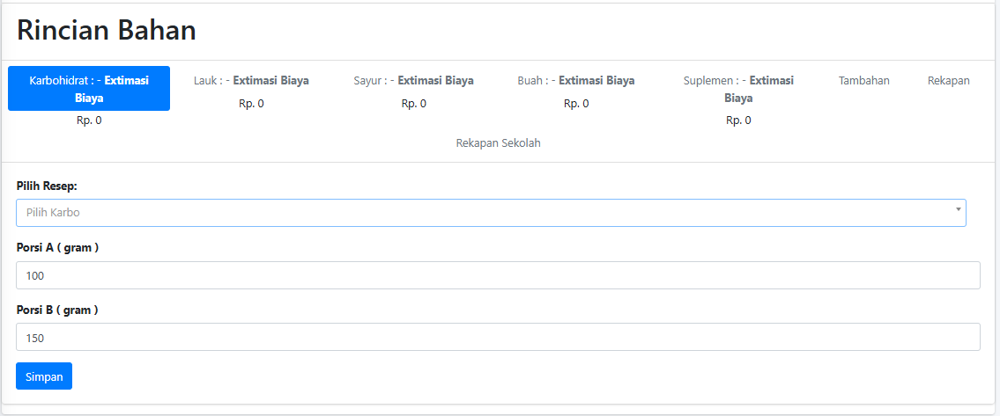 Rincian Bahan
Karbohidrat : - Extimasi
Biaya
Rp. 0
Lauk : - Extimasi Biaya
Rp. 0
Sayur : - Extimasi Biaya
Rp. 0
Buah : - Extimasi Biaya
Rp. 0
Suplemen : - Extimasi
Biaya
Rp. 0
Tambahan
Rekapan
Rekapan Sekolah
Pilih Resep:
Pilih Karbo
Porsi A ( gram )
100
Porsi B ( gram )
150
Simpan